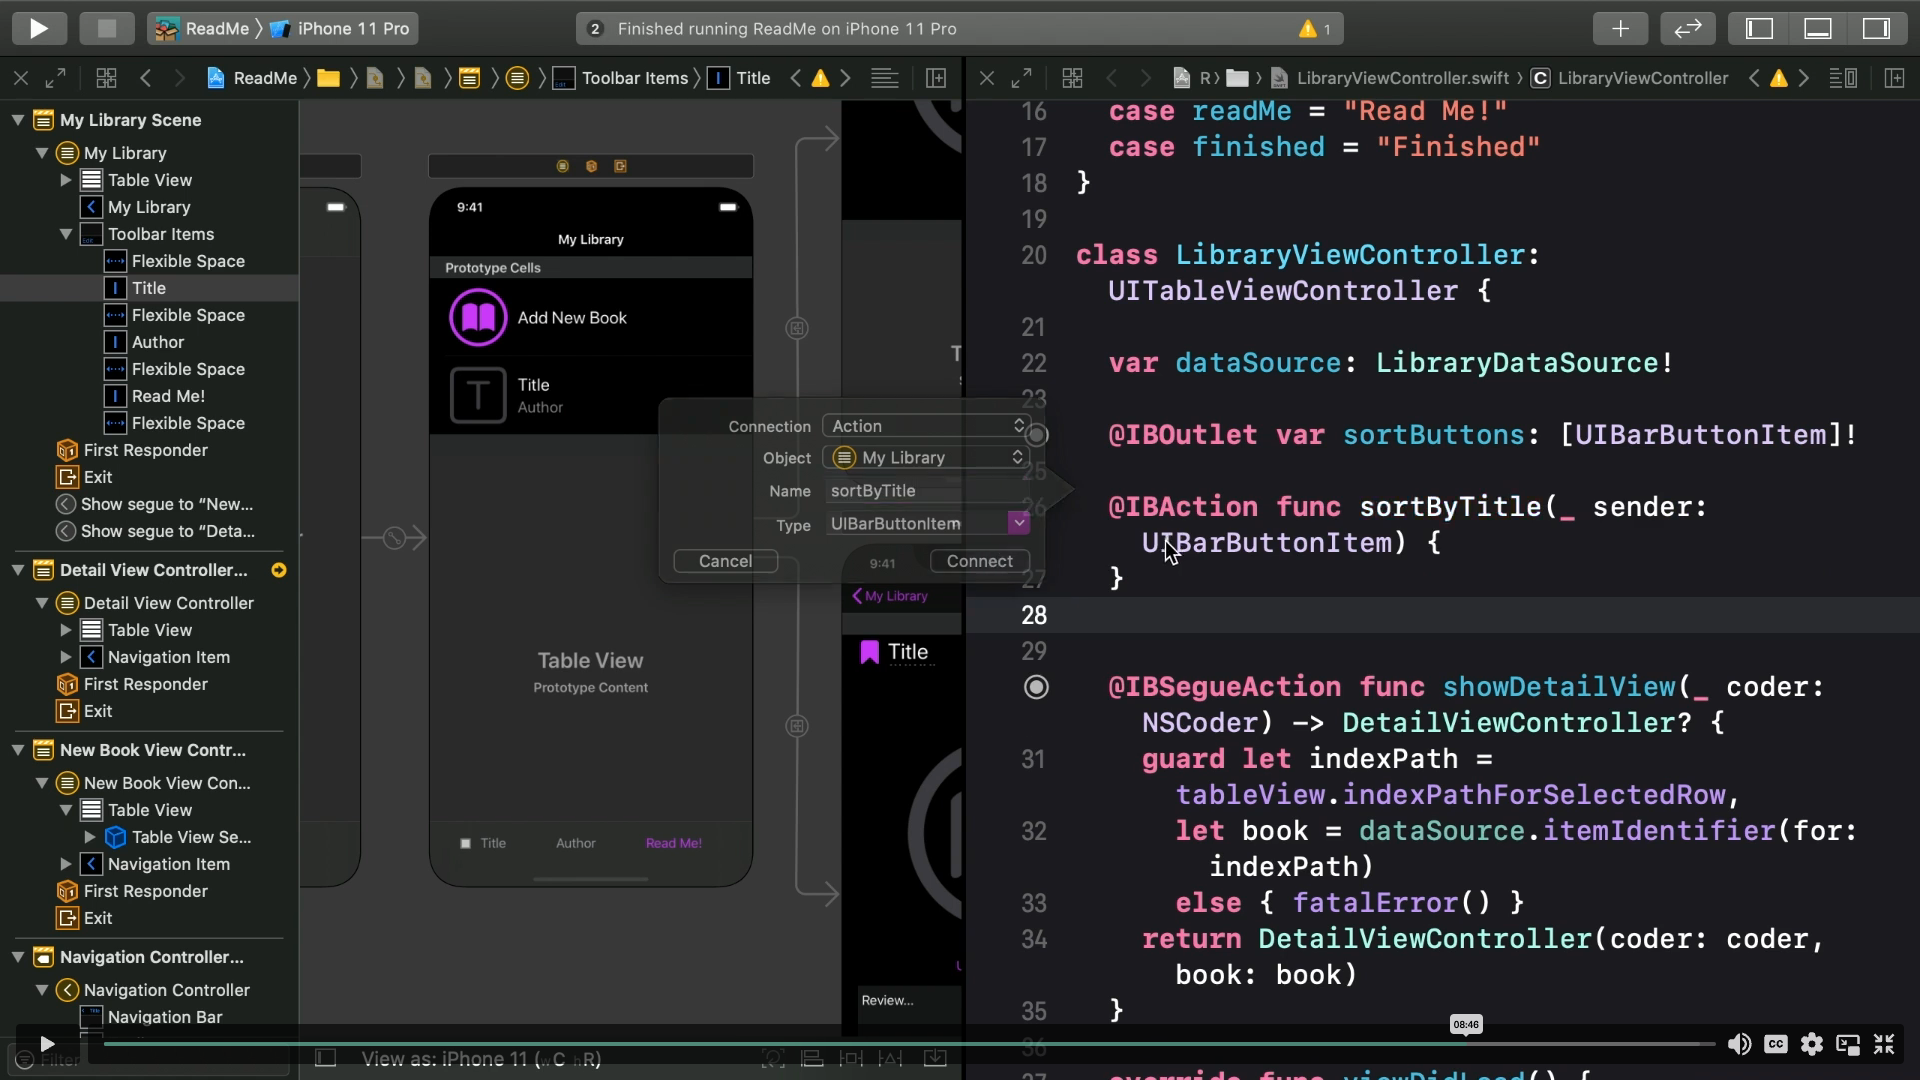 ReadMe iPhone 11 Pro
2 Finished running ReadMe on iPhone 11 Pro
1
ReadMe Toolbar Items Title
R LibraryViewController.swift LibraryViewController
My Library Scene
My Library
Table View
My Library
Toolbar Items
Flexible Space
Title
Flexible Space
Author
Flexible Space
Read Me!
Flexible Space
First Responder
Exit
Show segue to “New...
Show segue to “Deta...
Detail View Controller...
Detail View Controller
Table View
Navigation Item
First Responder
Exit
New Book View Contr...
New Book View Con...
Table View
Table View Se...
Navigation Item
First Responder
Exit
Navigation Controller...
Navigation Controller
Navigation Bar
Filter
9:41
My Library
Prototype Cells
Add New Book
T
Title
Author
Table View
Prototype Content
Title Author Read Me!
Connection Action
Object My Library
Name sortByTitle
Type UIBarButtonItem
Cancel Connect
9:41
My Library
Title
Review...
View as: iPhone 11 (wC hR)
16 case readMe = "Read Me!"
17 case finished = "Finished"
18 }
19
20 class LibraryViewController:
UITableViewController {
21
22 var dataSource: LibraryDataSource!
23
@IBOutlet var sortButtons: [UIBarButtonItem]!
25
26 @IBAction func sortByTitle(_ sender:
UIBarButtonItem) {
27 }
28
29
@IBSegueAction func showDetailView(_ coder:
NSCoder) -> DetailViewController? {
31 guard let indexPath =
tableView.indexPathForSelectedRow,
32 let book = dataSource.itemIdentifier(for:
indexPath)
33 else { fatalError() }
34 return DetailViewController(coder: coder,
book: book)
35 }
36
37 override func viewDidLoad() {
08:46
CC